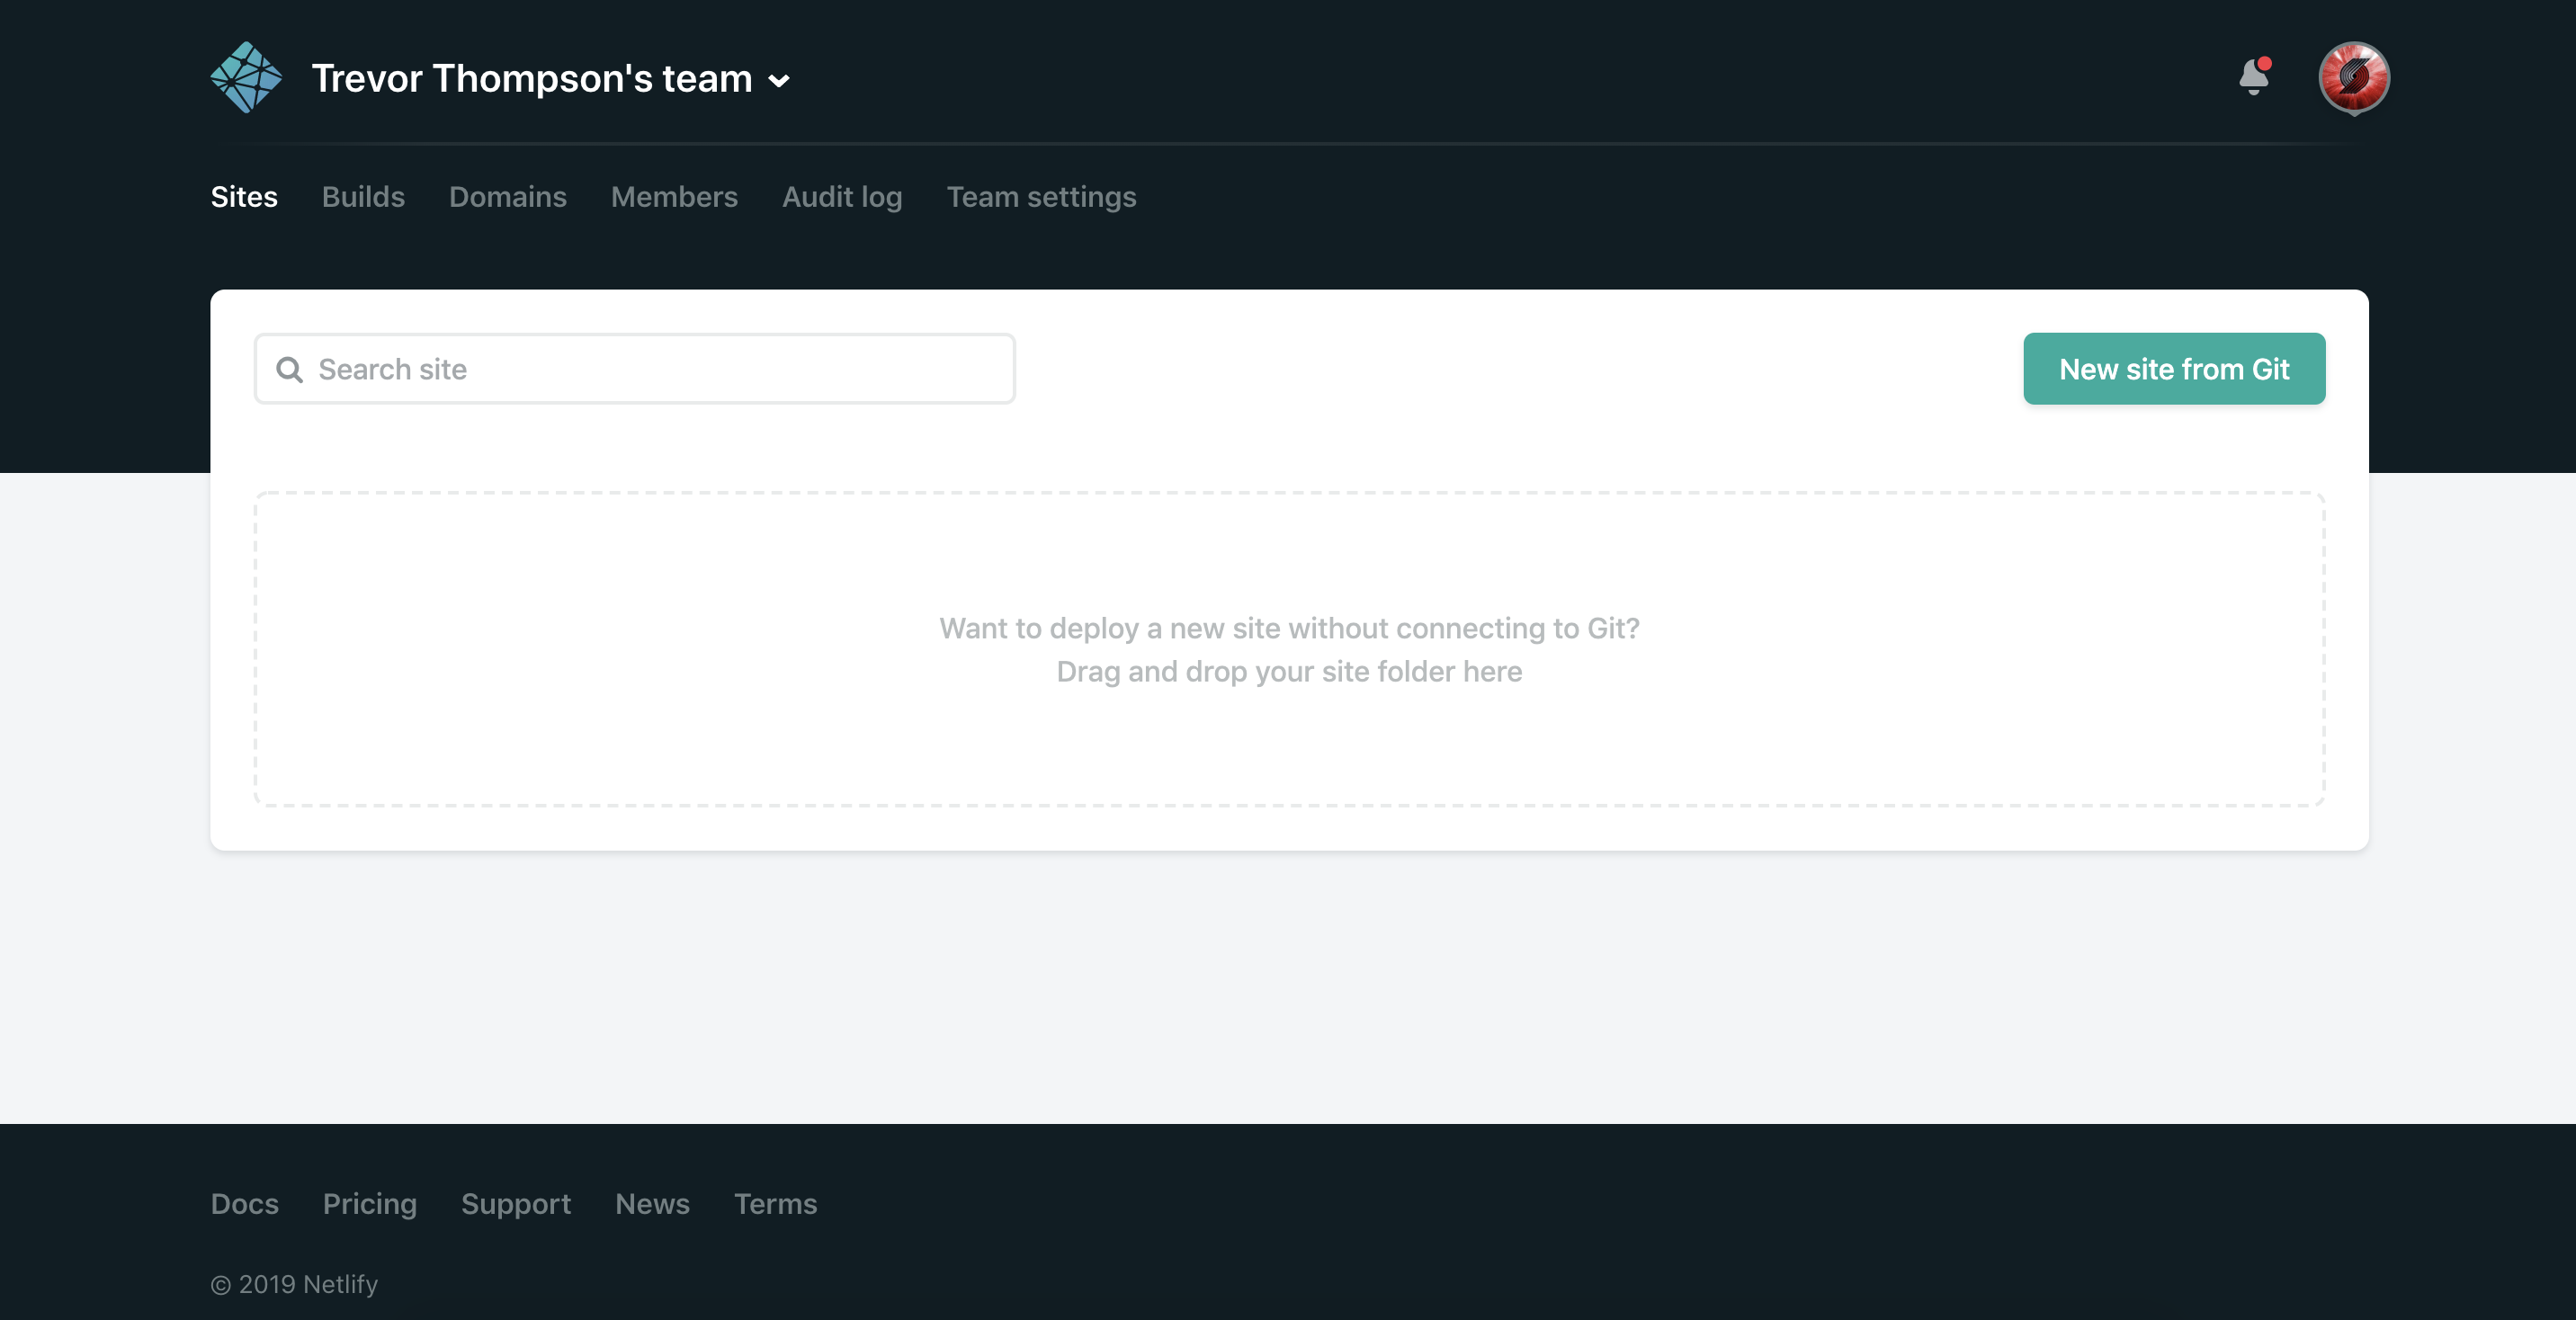 Trevor Thompson's team
Sites Builds Domains Members Audit log Team settings
Search site
New site from Git
Want to deploy a new site without connecting to Git?
Drag and drop your site folder here
Docs Pricing Support News Terms
© 2019 Netlify